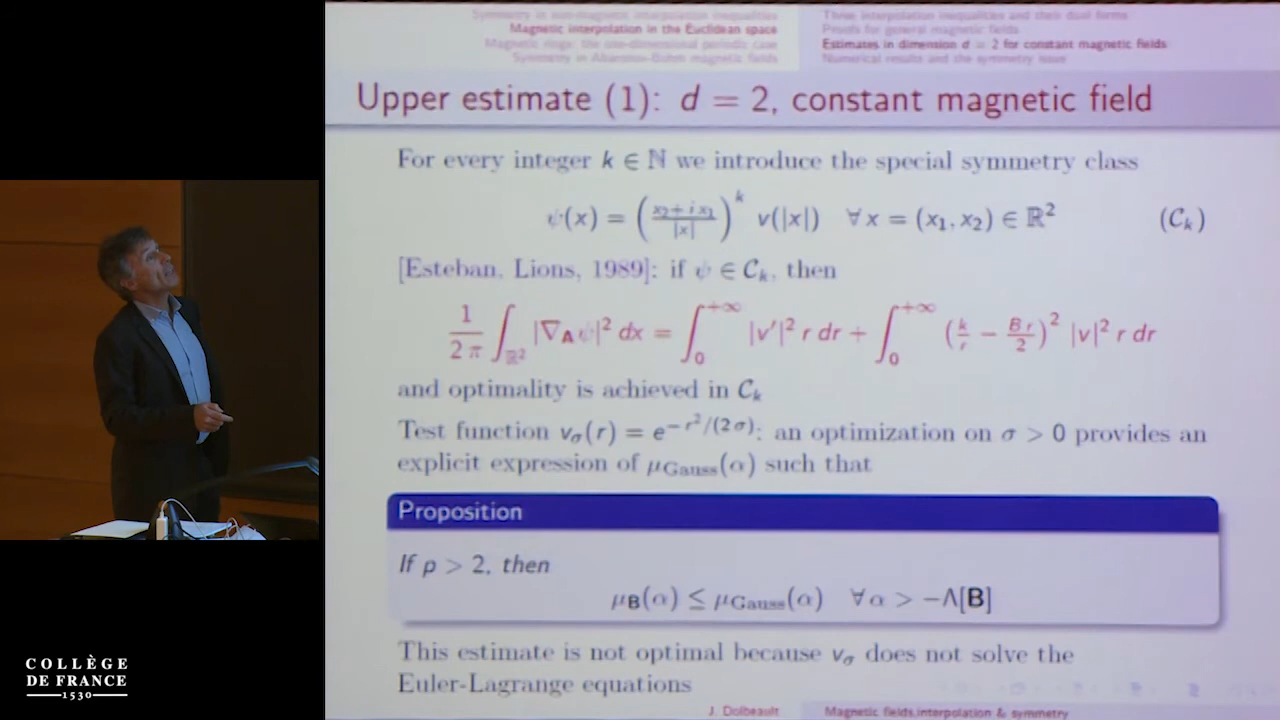 Symmetry in non-magnetic interpolation inequalities
Magnetic interpolation in the Euclidean space
Magnetic rings: the one-dimensional periodic case
Symmetry in Aharonov-Bohm magnetic fields
Three interpolation inequalities and their dual forms
Proofs for general magnetic fields
Estimates in dimension d = 2 for constant magnetic fields
Numerical results and the symmetry issue
Upper estimate (1): d = 2, constant magnetic field
For every integer k ∈ ℕ we introduce the special symmetry class
ψ(x) = ( (x₂ + i x₁) / |x| )^k v(|x|) ∀ x = (x₁, x₂) ∈ ℝ² (𝒞ₖ)
[Esteban, Lions, 1989]: if ψ ∈ 𝒞ₖ, then
1/(2π) ∫_{ℝ²} |∇_A ψ|² dx = ∫₀^{+∞} |v′|² r dr + ∫₀^{+∞} (k/r − B r/2)² |v|² r dr
and optimality is achieved in 𝒞ₖ
Test function v_σ(r) = e^{−r²/(2σ)}: an optimization on σ > 0 provides an
explicit expression of μ_Gauss(α) such that
Proposition
If p > 2, then
μ_B(α) ≤ μ_Gauss(α) ∀ α > −Λ[B]
This estimate is not optimal because v_σ does not solve the
Euler-Lagrange equations
J. Dolbeault
Magnetic fields, interpolation & symmetry
COLLÈGE
DE FRANCE
1530